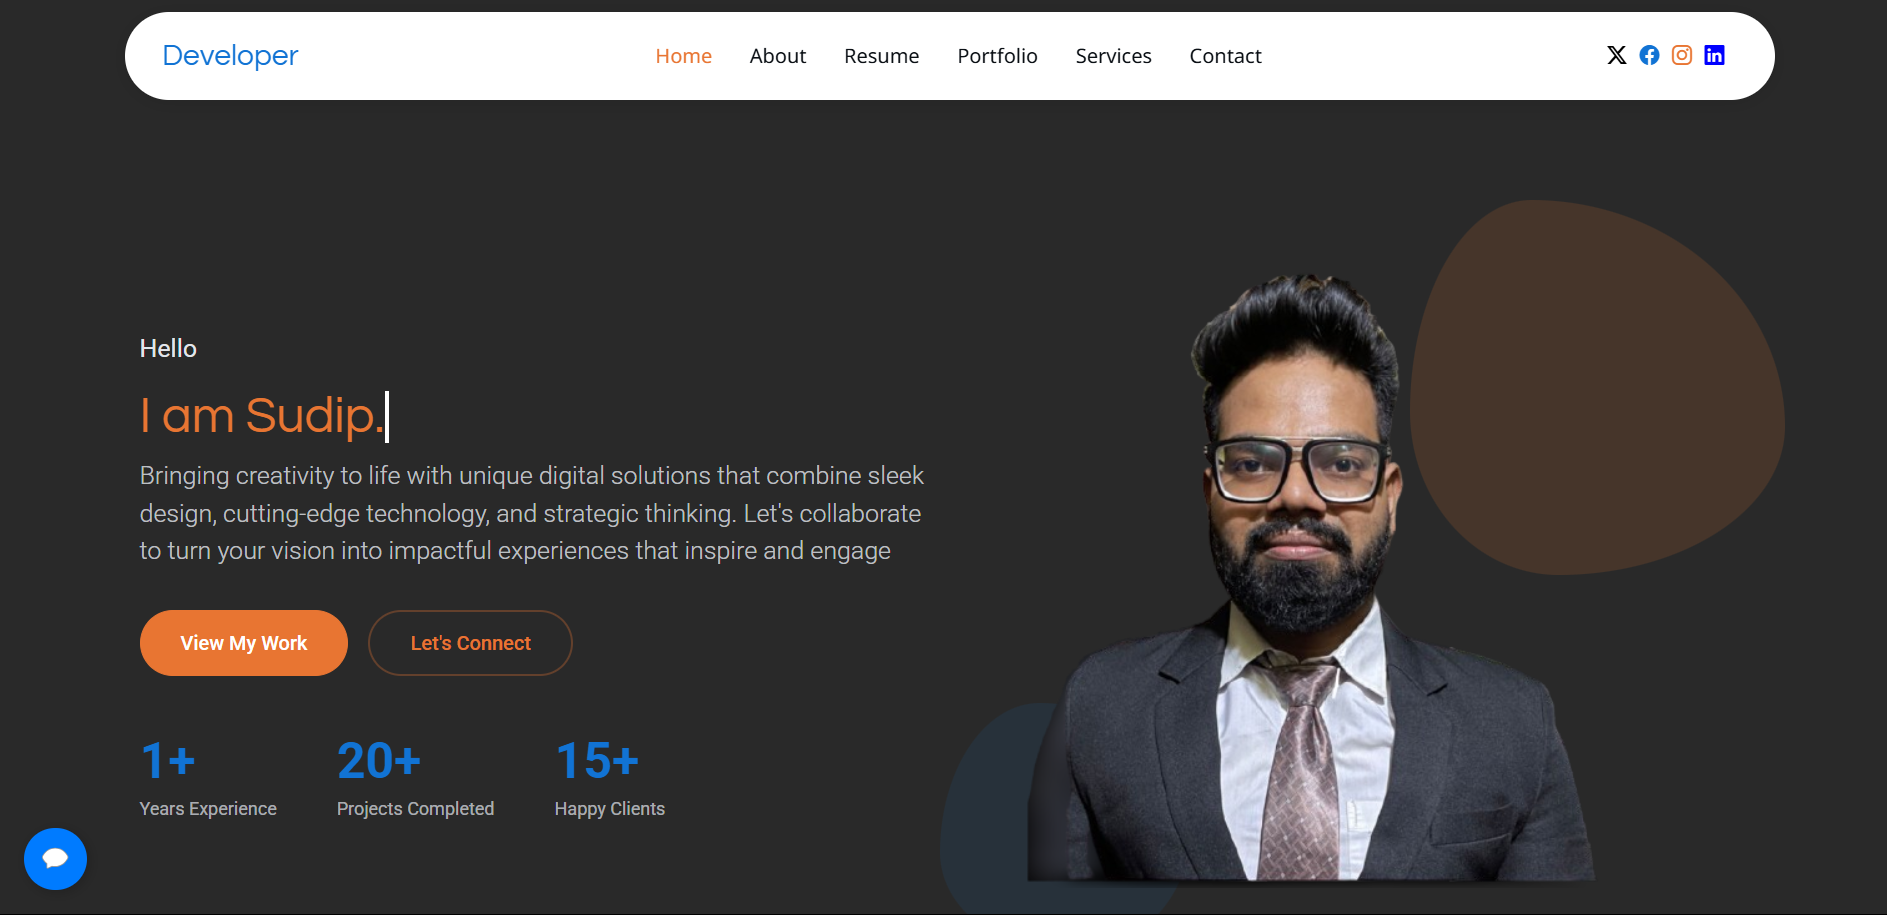 Developer
Home About Resume Portfolio Services Contact
Hello
I am Sudip.
Bringing creativity to life with unique digital solutions that combine sleek
design, cutting-edge technology, and strategic thinking. Let's collaborate
to turn your vision into impactful experiences that inspire and engage
View My Work Let's Connect
1+ 20+ 15+
Years Experience Projects Completed Happy Clients